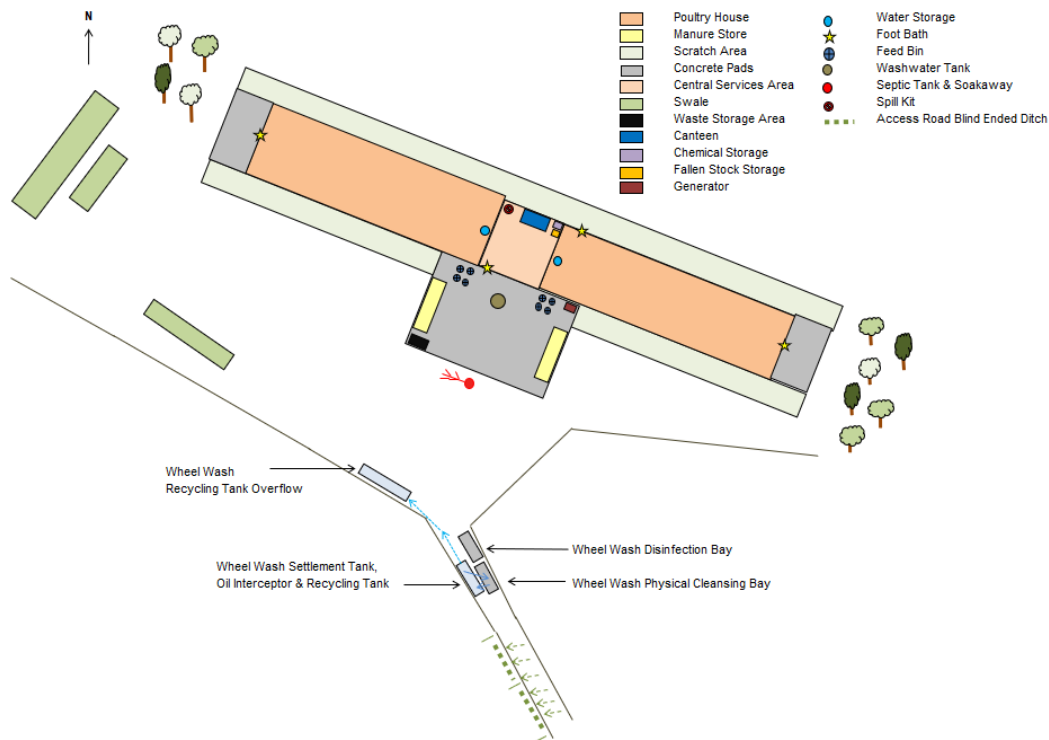 N
Poultry House
Manure Store
Scratch Area
Concrete Pads
Central Services Area
Swale
Waste Storage Area
Canteen
Chemical Storage
Fallen Stock Storage
Generator
Water Storage
Foot Bath
Feed Bin
Washwater Tank
Septic Tank & Soakaway
Spill Kit
Access Road Blind Ended Ditch
Wheel Wash
Recycling Tank Overflow
Wheel Wash Disinfection Bay
Wheel Wash Settlement Tank,
Oil Interceptor & Recycling Tank
Wheel Wash Physical Cleansing Bay